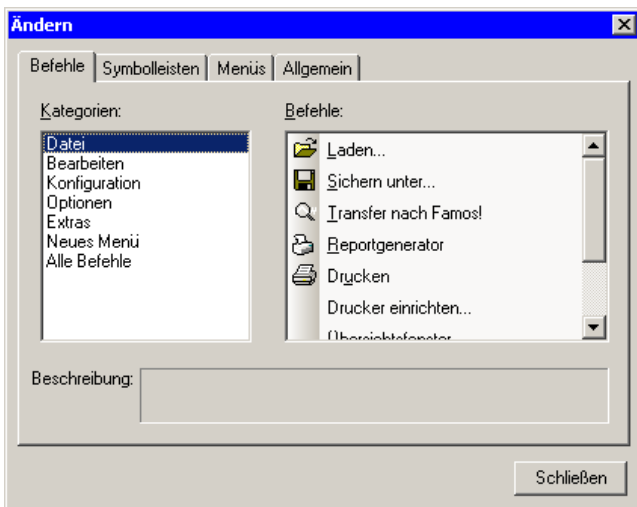 Ändern
Befehle Symbolleisten Menüs Allgemein
Kategorien:
Datei
Bearbeiten
Konfiguration
Optionen
Extras
Neues Menü
Alle Befehle
Befehle:
Laden...
Sichern unter...
Transfer nach Famos!
Reportgenerator
Drucken
Drucker einrichten...
Übersichtsfenster
Beschreibung:
Schließen